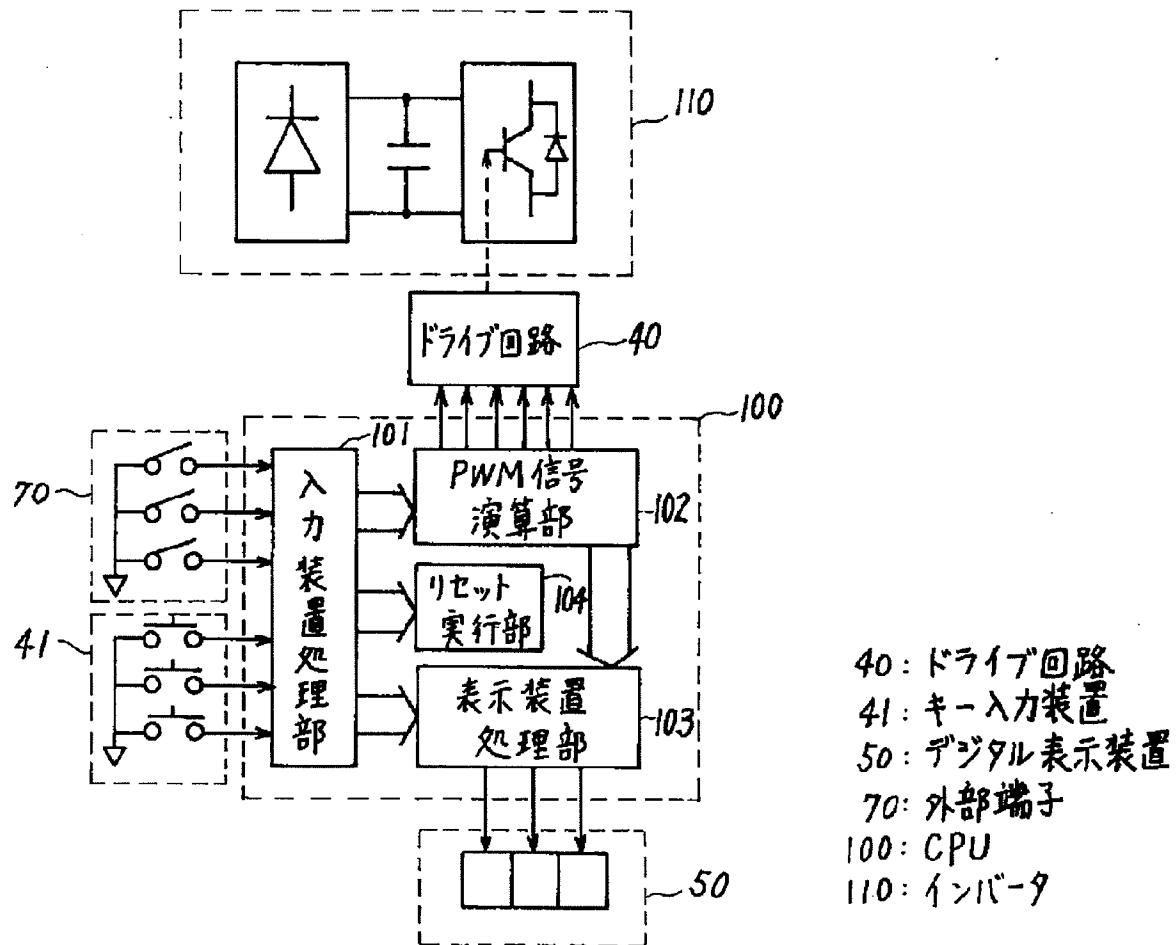 110
ドライブ回路
40
100
101
70
入力装置処理部
PWM信号
演算部
102
リセット
実行部
104
41
表示装置
処理部
103
50
40: ドライブ回路
41: キー入力装置
50: デジタル表示装置
70: 外部端子
100: CPU
110: インバータ